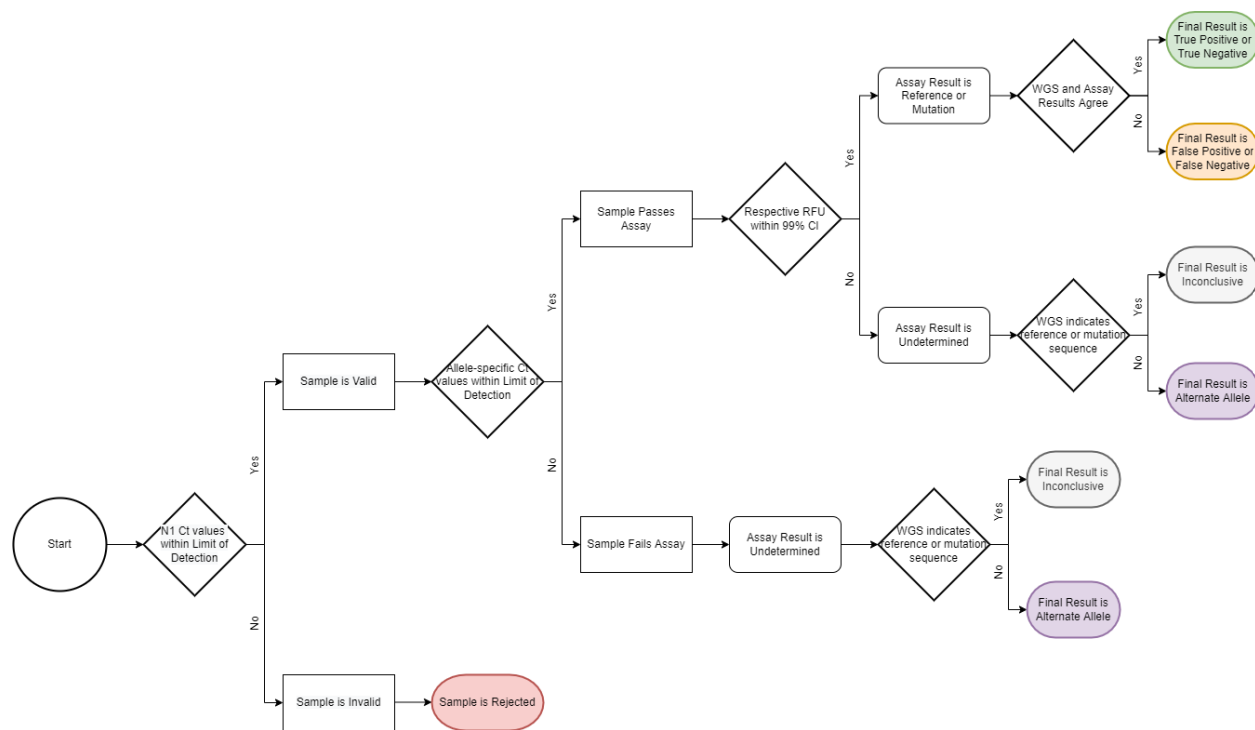 Final Result is
True Positive or
True Negative
Yes
Assay Result is
Reference or
Mutation
WGS and Assay
Results Agree
No
Final Result is
False Positive or
False Negative
Yes
Sample Passes
Assay
Respective RFU
within 99% CI
Final Result is
Inconclusive
Yes
No
Yes
Assay Result is
Undetermined
WGS indicates
reference or mutation
sequence
No
Sample is Valid
Allele-specific Ct
values within Limit of
Detection
Final Result is
Alternate Allele
Yes
No
Final Result is
Inconclusive
Yes
Start
N1 Ct values
within Limit of
Detection
Sample Fails Assay
Assay Result is
Undetermined
WGS indicates
reference or mutation
sequence
No
Final Result is
Alternate Allele
No
Sample is Invalid
Sample is Rejected